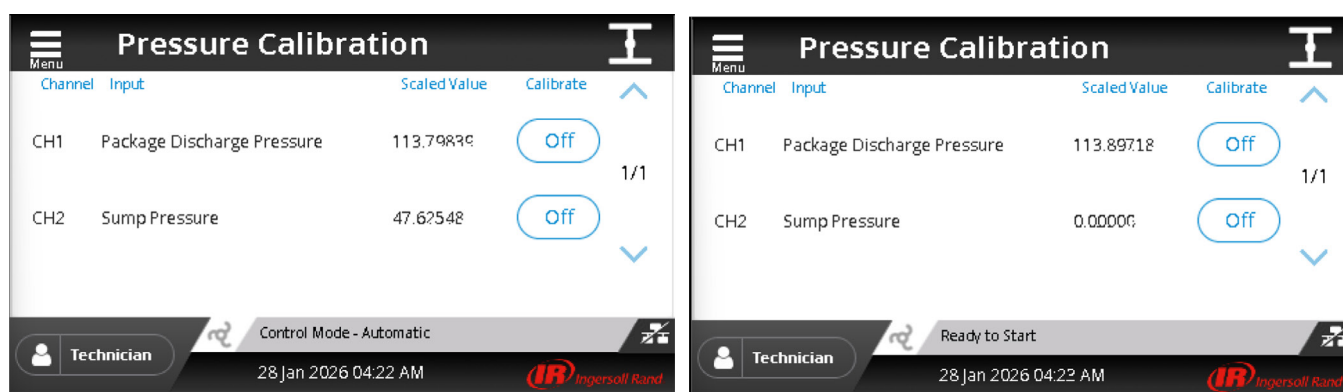 Pressure Calibration
Menu
Channel Input Scaled Value Calibrate
CH1 Package Discharge Pressure 113.79839 Off
1/1
CH2 Sump Pressure 47.62548 Off
Control Mode - Automatic
Technician
28 Jan 2026 04:22 AM
IR Ingersoll Rand
Pressure Calibration
Menu
Channel Input Scaled Value Calibrate
CH1 Package Discharge Pressure 113.89718 Off
1/1
CH2 Sump Pressure 0.00000 Off
Ready to Start
Technician
28 Jan 2026 04:23 AM
IR Ingersoll Rand